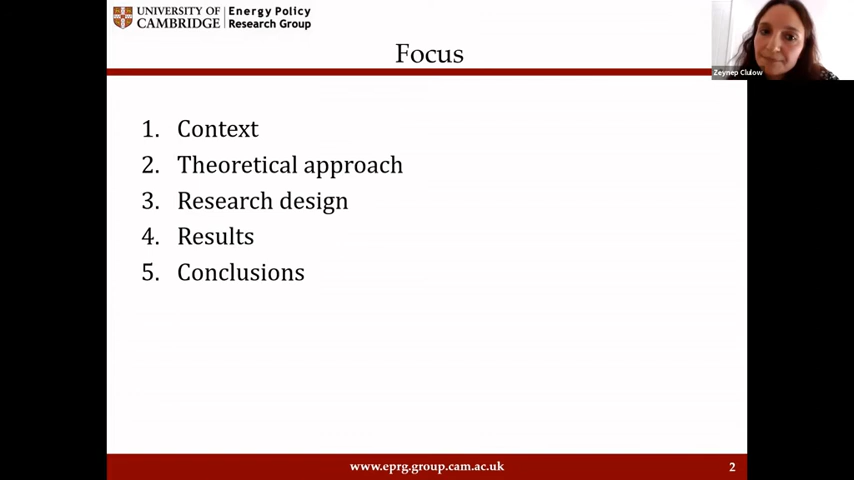 UNIVERSITY OF
CAMBRIDGE
Energy Policy
Research Group
Focus
Zeynep Clulow
1. Context
2. Theoretical approach
3. Research design
4. Results
5. Conclusions
www.eprg.group.cam.ac.uk
2